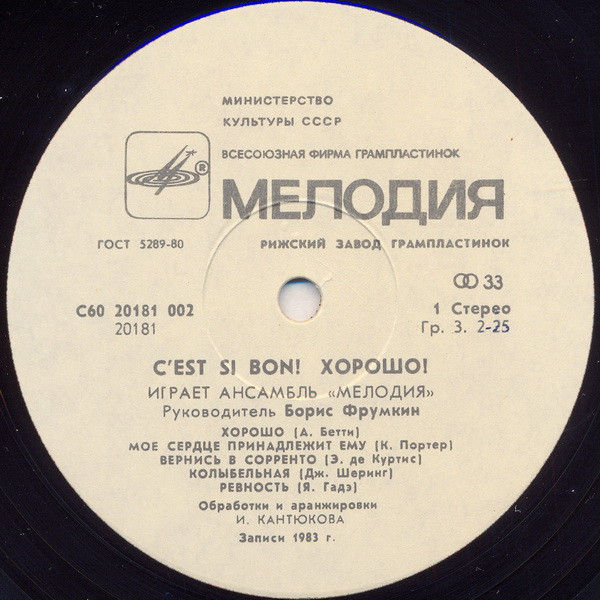 МИНИСТЕРСТВО
КУЛЬТУРЫ СССР
ВСЕСОЮЗНАЯ ФИРМА ГРАМПЛАСТИНОК
® МЕЛОДИЯ
ГОСТ 5289-80 РИЖСКИЙ ЗАВОД ГРАМПЛАСТИНОК
33
С60 20181 002 1 Стерео
20181 Гр. 3. 2-25
C'EST SI BON! ХОРОШО!
ИГРАЕТ АНСАМБЛЬ «МЕЛОДИЯ»
Руководитель Борис Фрумкин
ХОРОШО (А. Бетти)
МОЕ СЕРДЦЕ ПРИНАДЛЕЖИТ ЕМУ (К. Портер)
ВЕРНИСЬ В СОРРЕНТО (Э. де Куртис)
КОЛЫБЕЛЬНАЯ (Дж. Шеринг)
РЕВНОСТЬ (Я. Гадэ)
Обработки и аранжировки
И. КАНТЮКОВА
Записи 1983 г.